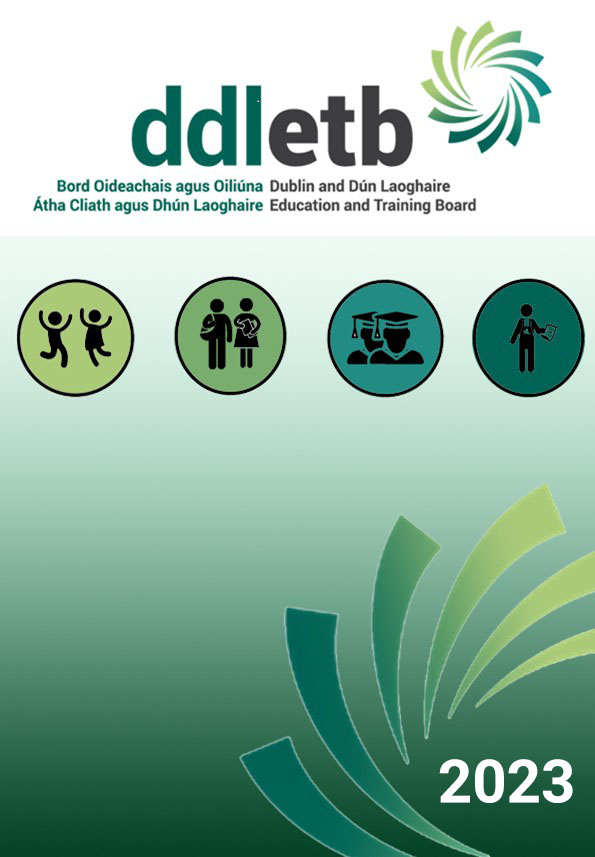 ddletb
Bord Oideachais agus Oiliúna Dublin and Dún Laoghaire
Átha Cliath agus Dhún Laoghaire Education and Training Board
2023